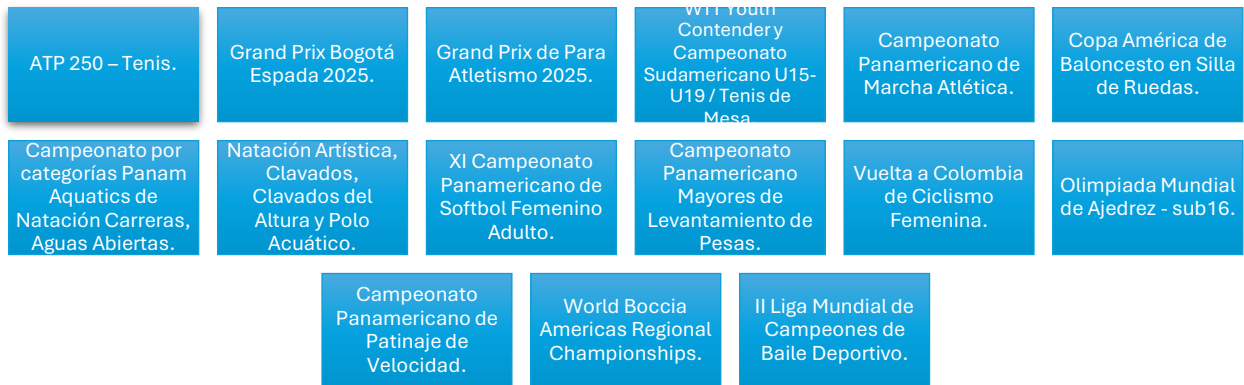 ATP 250 – Tenis.
Grand Prix Bogotá
Espada 2025.
Grand Prix de Para
Atletismo 2025.
WTT Youth
Contender y
Campeonato
Sudamericano U15-
U19 / Tenis de
Mesa
Campeonato
Panamericano de
Marcha Atlética.
Copa América de
Baloncesto en Silla
de Ruedas.
Campeonato por
categorías Panam
Aquatics de
Natación Carreras,
Aguas Abiertas.
Natación Artística,
Clavados,
Clavados del
Altura y Polo
Acuático.
XI Campeonato
Panamericano de
Softbol Femenino
Adulto.
Campeonato
Panamericano
Mayores de
Levantamiento de
Pesas.
Vuelta a Colombia
de Ciclismo
Femenina.
Olimpiada Mundial
de Ajedrez - sub16.
Campeonato
Panamericano de
Patinaje de
Velocidad.
World Boccia
Americas Regional
Championships.
II Liga Mundial de
Campeones de
Baile Deportivo.